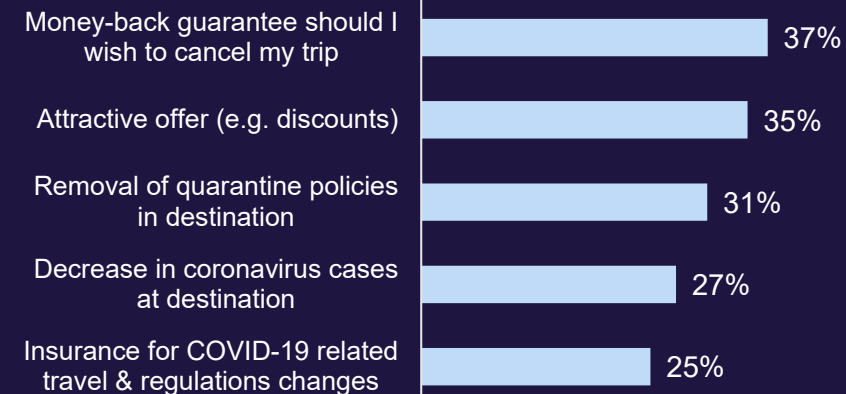 Money-back guarantee should I
wish to cancel my trip
37%
Attractive offer (e.g. discounts)
35%
Removal of quarantine policies
in destination
31%
Decrease in coronavirus cases
at destination
27%
Insurance for COVID-19 related
travel & regulations changes
25%